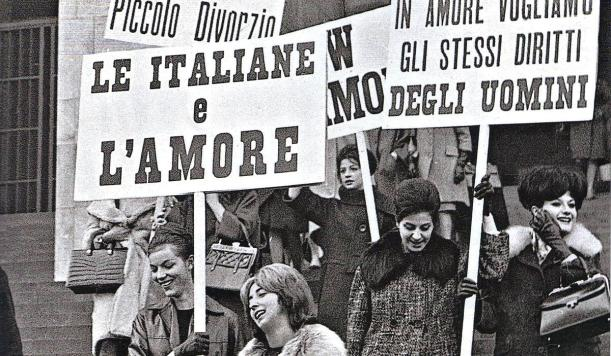 Piccolo Divorzio
LE ITALIANE
e
L'AMORE
W
IN AMORE VOGLIAMO
GLI STESSI DIRITTI
DEGLI UOMINI